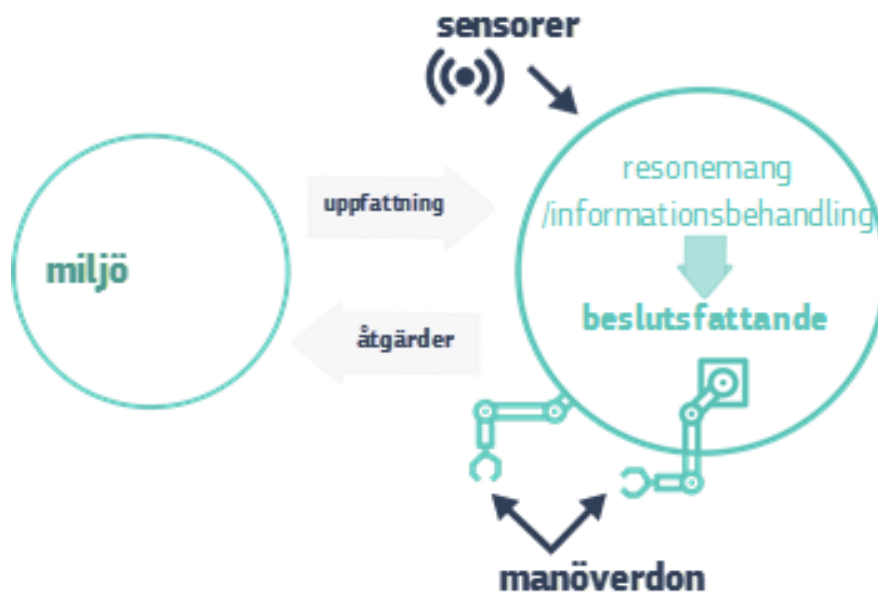 sensorer
resonemang
/informationsbehandling
uppfattning
miljö
beslutsfattande
åtgärder
manöverdon